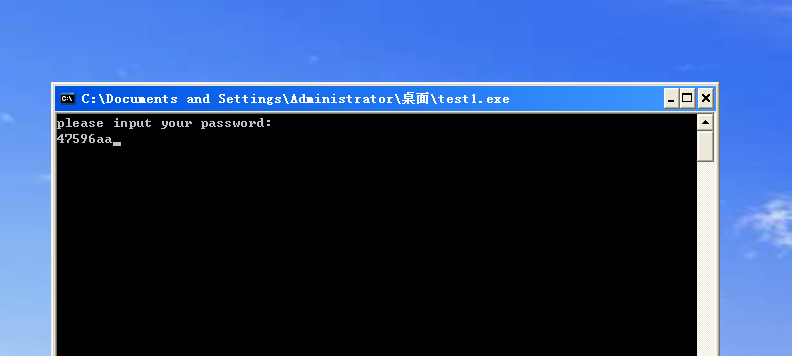 C:\Documents and Settings\Administrator\桌面\test1.exe
please input your password:
47596aa